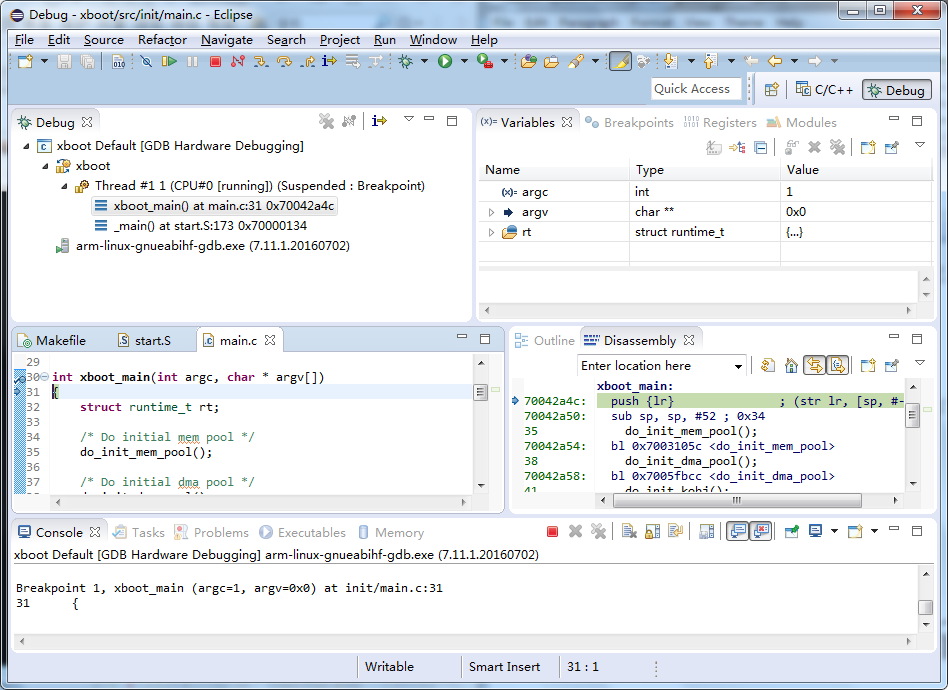 Debug - xboot/src/init/main.c - Eclipse
File Edit Source Refactor Navigate Search Project Run Window Help
Quick Access
C/C++
Debug
Debug
xboot Default [GDB Hardware Debugging]
xboot
Thread #1 1 (CPU#0 [running]) (Suspended : Breakpoint)
xboot_main() at main.c:31 0x70042a4c
_main() at start.S:173 0x70000134
arm-linux-gnueabihf-gdb.exe (7.11.1.20160702)
(x)= Variables Breakpoints Registers Modules
Name Type Value
(x)= argc int 1
argv char ** 0x0
rt struct runtime_t {...}
Makefile start.S main.c
29
30 int xboot_main(int argc, char * argv[])
31 {
32 struct runtime_t rt;
33
34 /* Do initial mem pool */
35 do_init_mem_pool();
36
37 /* Do initial dma pool */
Outline Disassembly
Enter location here
xboot_main:
70042a4c: push {lr} ; (str lr, [sp, #-
70042a50: sub sp, sp, #52 ; 0x34
35 do_init_mem_pool();
70042a54: bl 0x7003105c <do_init_mem_pool>
38 do_init_dma_pool();
70042a58: bl 0x7005fbcc <do_init_dma_pool>
41 do_init_kobj();
Console Tasks Problems Executables Memory
xboot Default [GDB Hardware Debugging] arm-linux-gnueabihf-gdb.exe (7.11.1.20160702)
Breakpoint 1, xboot_main (argc=1, argv=0x0) at init/main.c:31
31 {
Writable Smart Insert 31 : 1